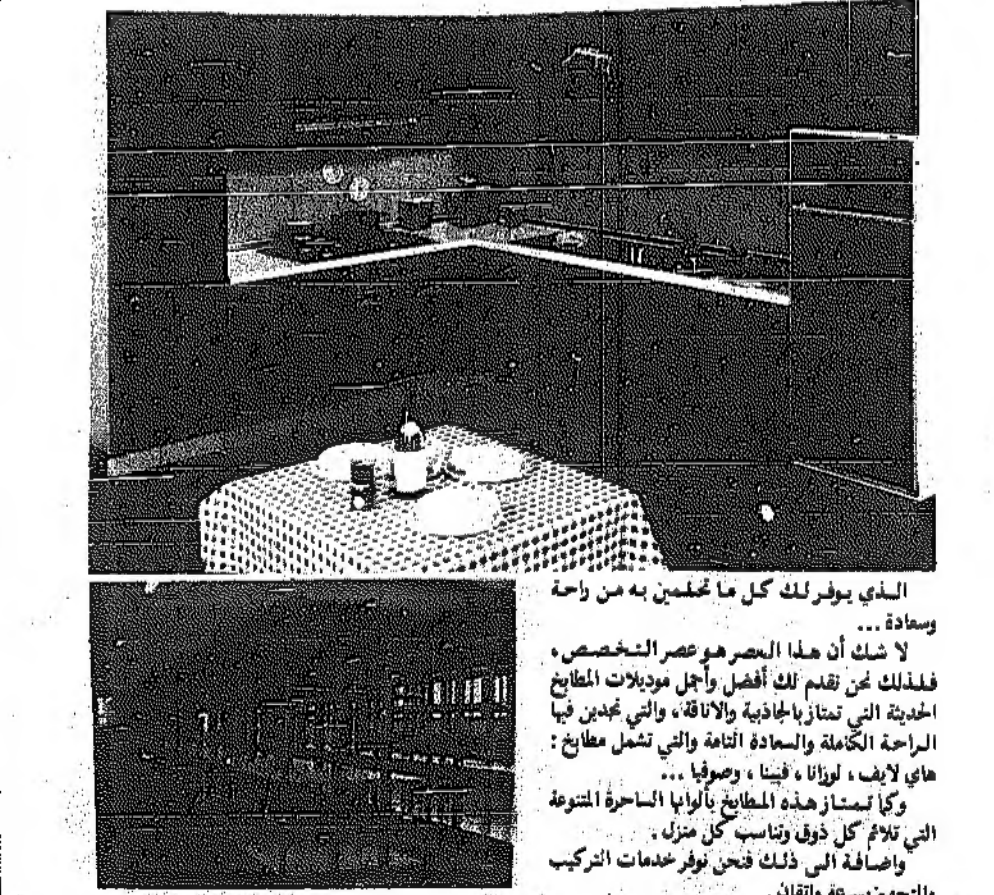 الذي يوفر لك كل ما تحلمين به من راحة
وسعادة ...
لا شك أن هذا العصر هو عصر التخصص ،
فلذلك نحن نقدم لك أفضل وأجمل موديلات المطابخ
الحديثة التي تمتاز بالجاذبية والاناقة ، والتي تجدين فيها
الراحة الكاملة والسعادة التامة والتي تشمل مطابخ :
هاي لايف ، لوزانا ، فيينا ، وصوفيا ...
وكما تمتاز هذه المطابخ بألوانها الساحرة المتنوعة
التي تلائم كل ذوق وتناسب كل منزل .
واضافة الى ذلك فنحن نوفر خدمات التركيب